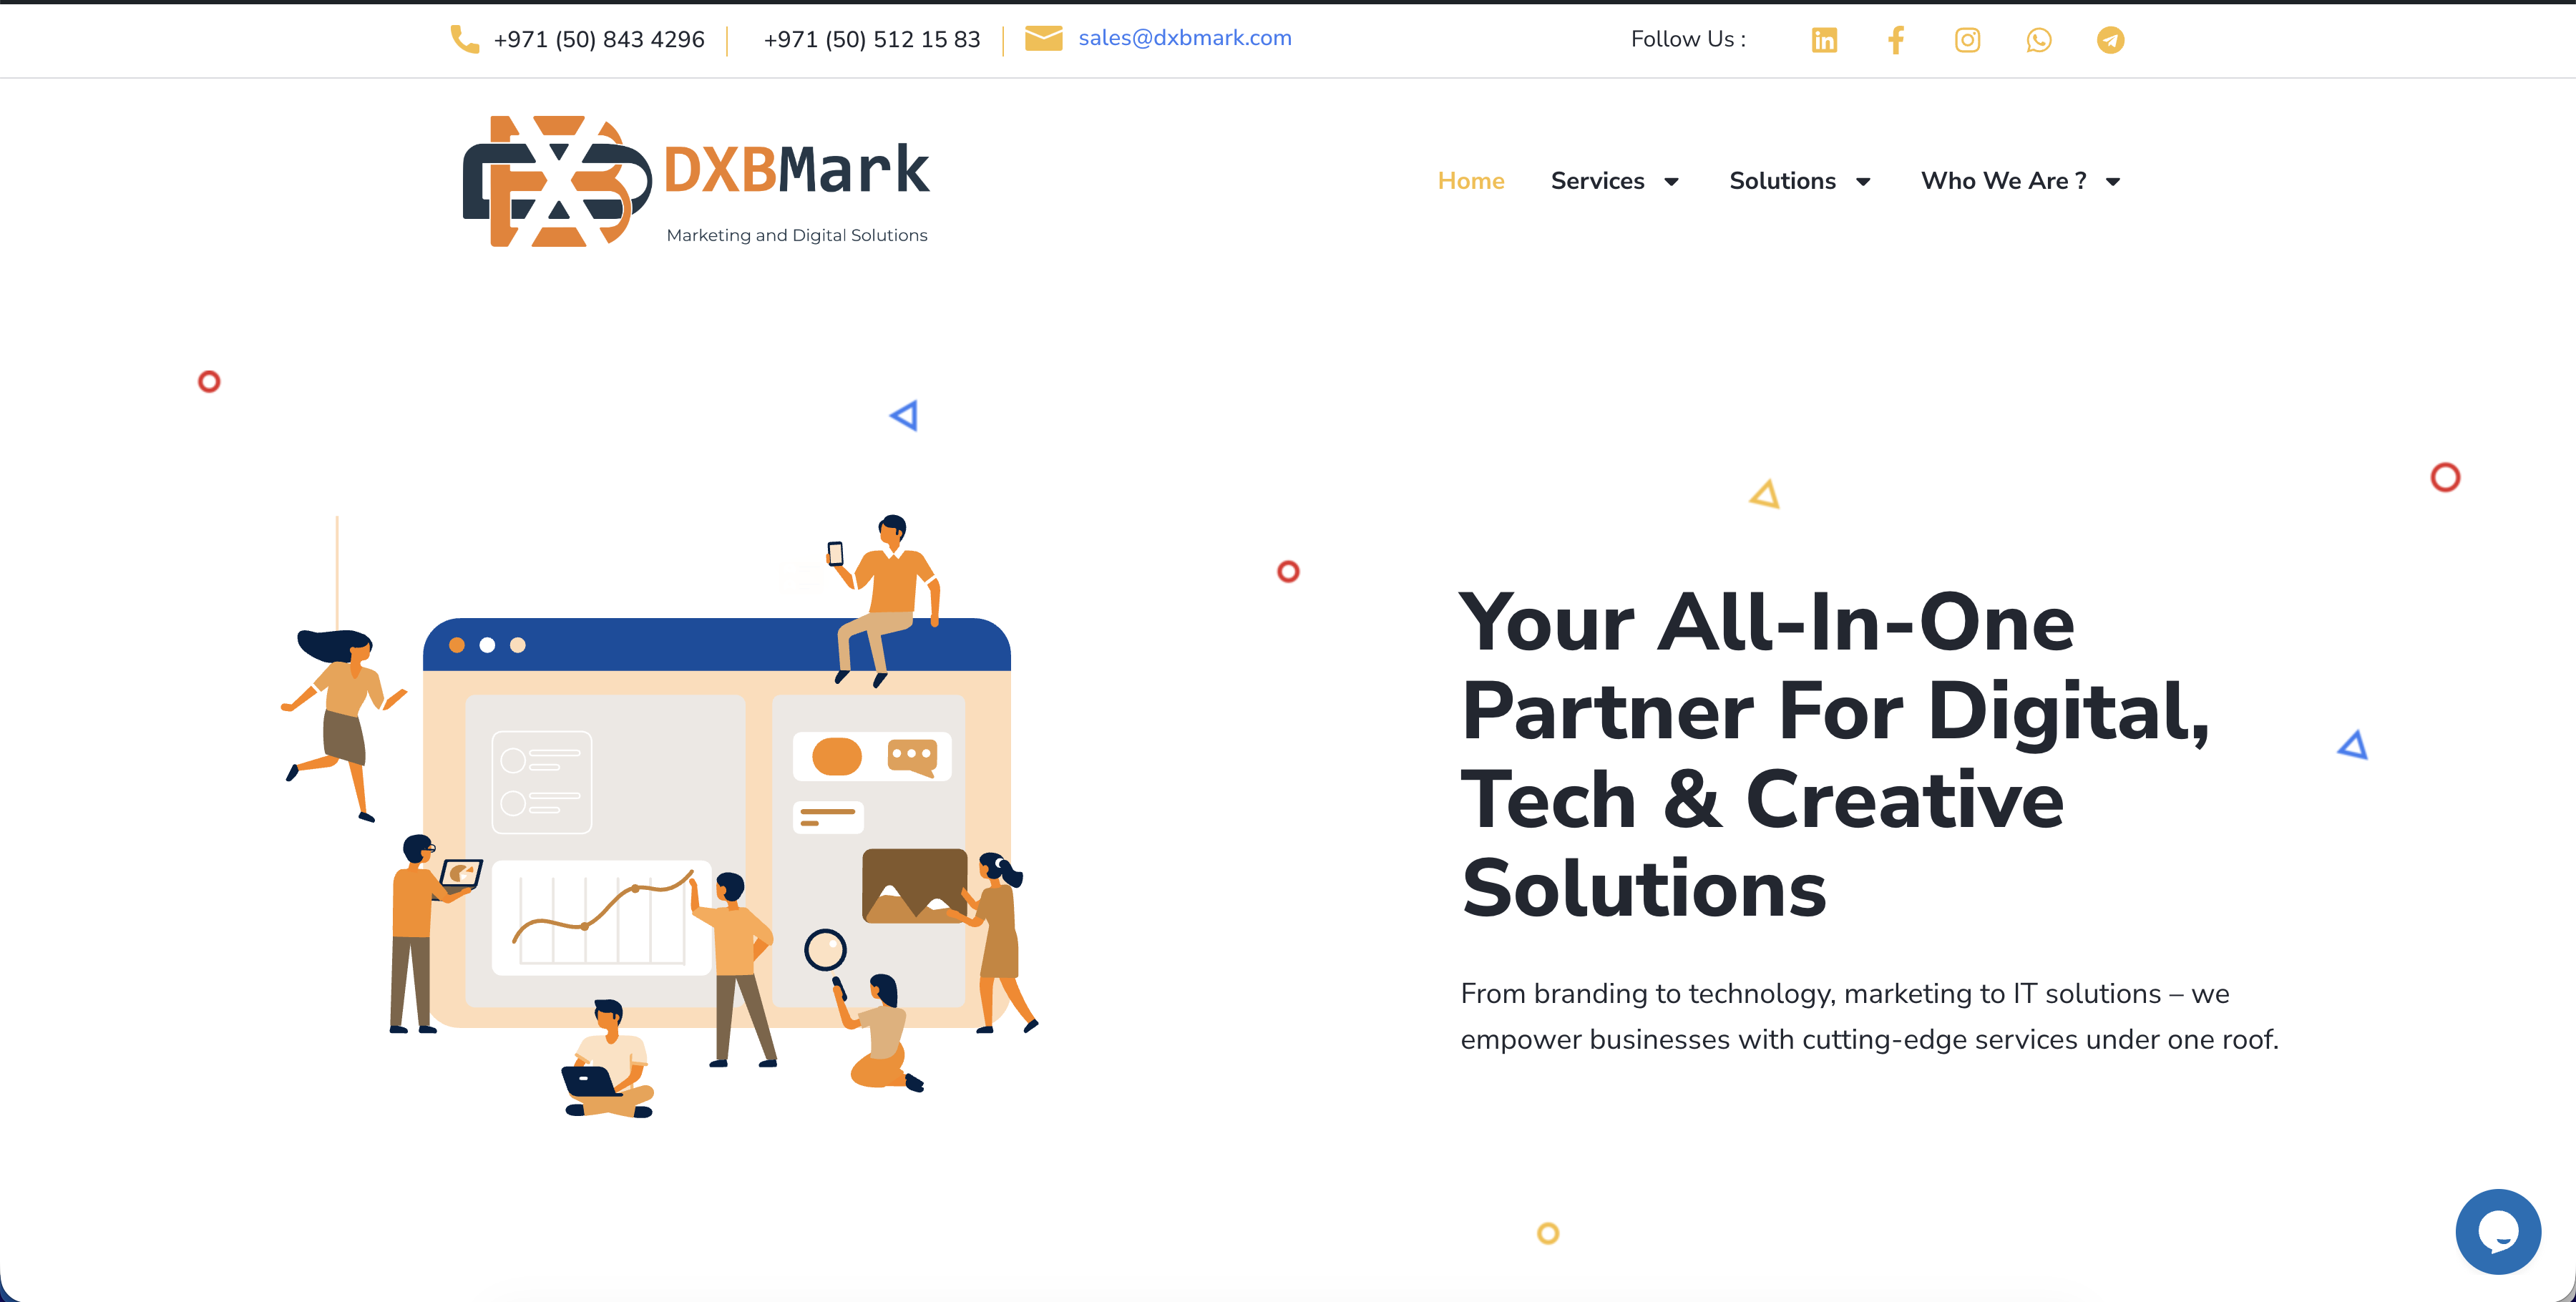 +971 (50) 843 4296
+971 (50) 512 15 83
sales@dxbmark.com
Follow Us :
DXBMark
Marketing and Digital Solutions
Home
Services
Solutions
Who We Are ?
Your All-In-One
Partner For Digital,
Tech & Creative
Solutions
From branding to technology, marketing to IT solutions – we
empower businesses with cutting-edge services under one roof.